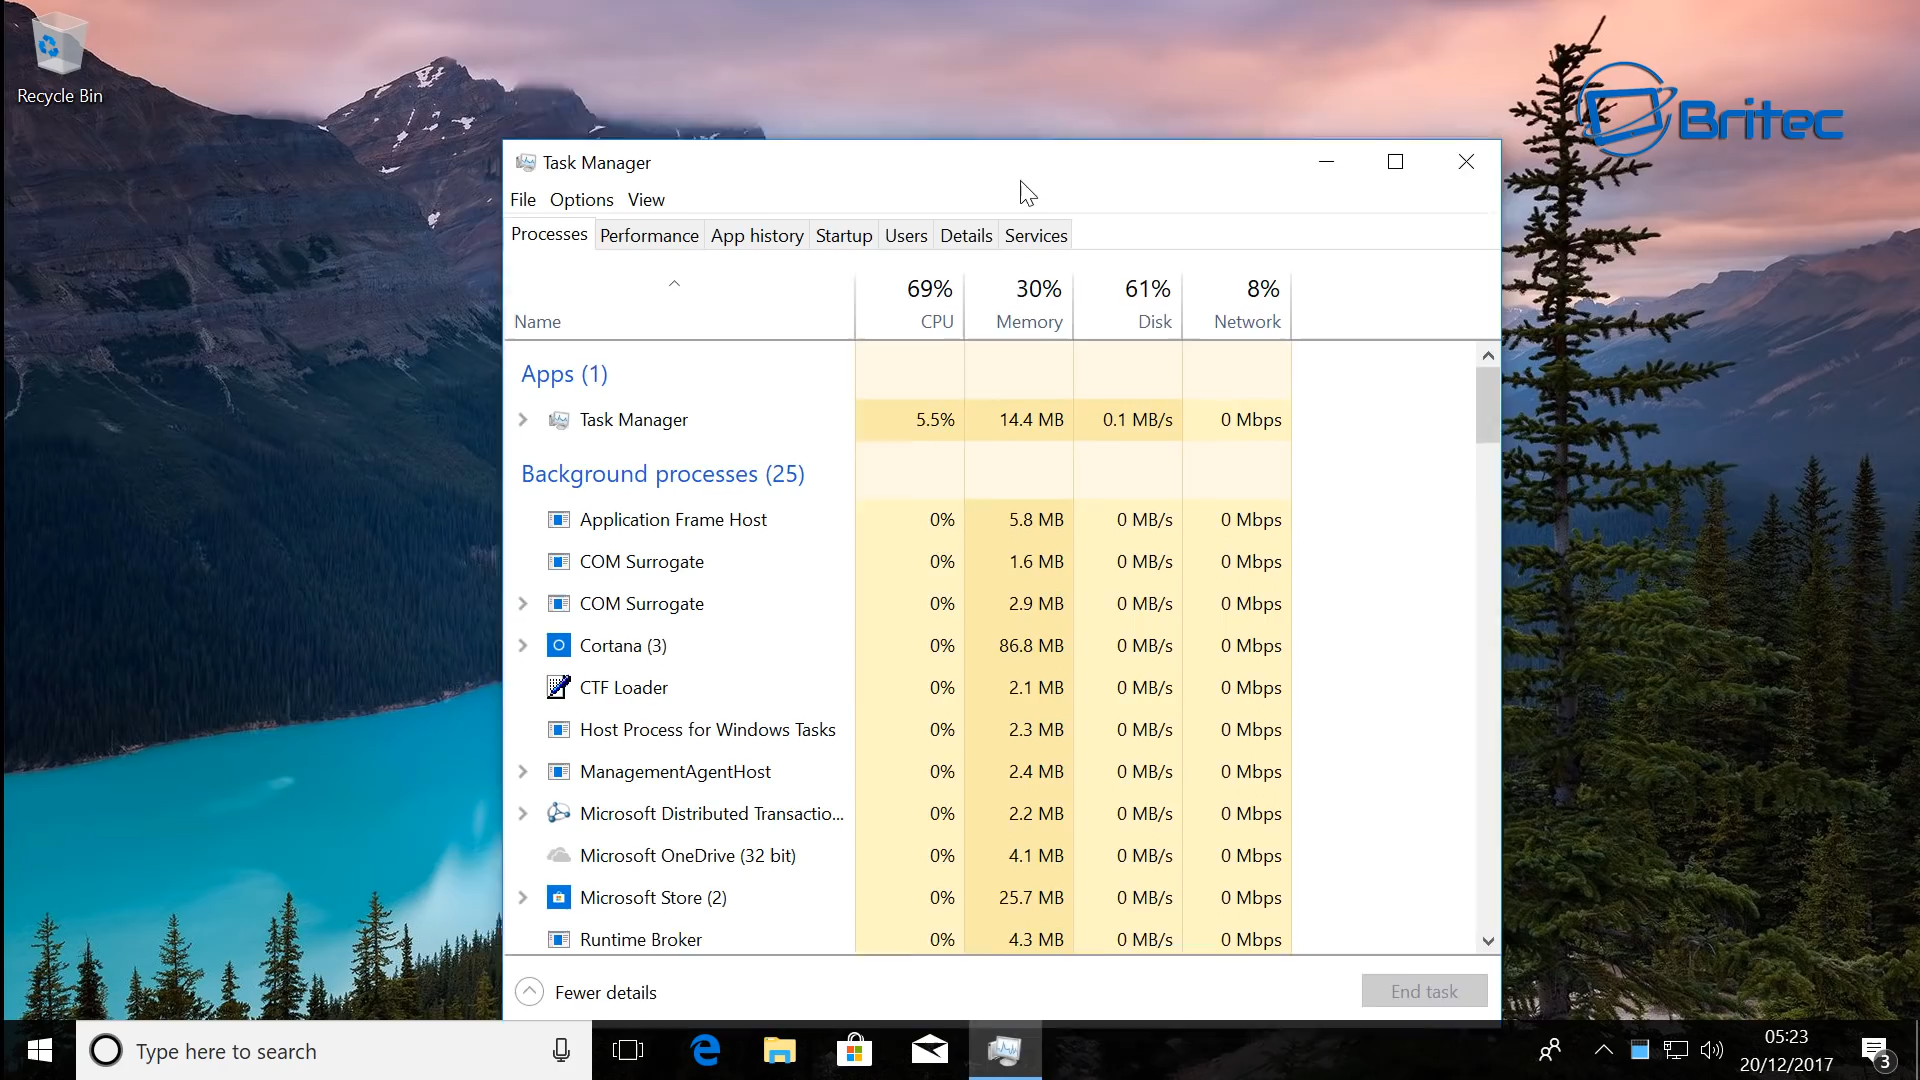 Recycle Bin
Britec
Task Manager
File Options View
Processes Performance App history Startup Users Details Services
69% 30% 61% 8%
Name CPU Memory Disk Network
Apps (1)
Task Manager 5.5% 14.4 MB 0.1 MB/s 0 Mbps
Background processes (25)
Application Frame Host 0% 5.8 MB 0 MB/s 0 Mbps
COM Surrogate 0% 1.6 MB 0 MB/s 0 Mbps
COM Surrogate 0% 2.9 MB 0 MB/s 0 Mbps
Cortana (3) 0% 86.8 MB 0 MB/s 0 Mbps
CTF Loader 0% 2.1 MB 0 MB/s 0 Mbps
Host Process for Windows Tasks 0% 2.3 MB 0 MB/s 0 Mbps
ManagementAgentHost 0% 2.4 MB 0 MB/s 0 Mbps
Microsoft Distributed Transactio... 0% 2.2 MB 0 MB/s 0 Mbps
Microsoft OneDrive (32 bit) 0% 4.1 MB 0 MB/s 0 Mbps
Microsoft Store (2) 0% 25.7 MB 0 MB/s 0 Mbps
Runtime Broker 0% 4.3 MB 0 MB/s 0 Mbps
Fewer details End task
Type here to search
05:23
20/12/2017
3